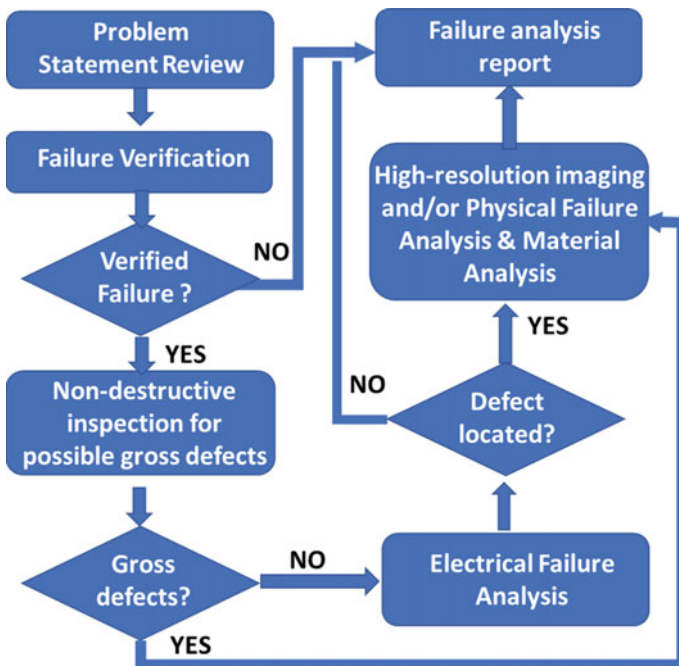 Problem
Statement Review
Failure Verification
Verified
Failure ?
NO
YES
Non-destructive
inspection for
possible gross defects
Gross
defects?
NO
YES
Electrical Failure
Analysis
Defect
located?
NO
YES
High-resolution imaging
and/or Physical Failure
Analysis & Material
Analysis
Failure analysis
report